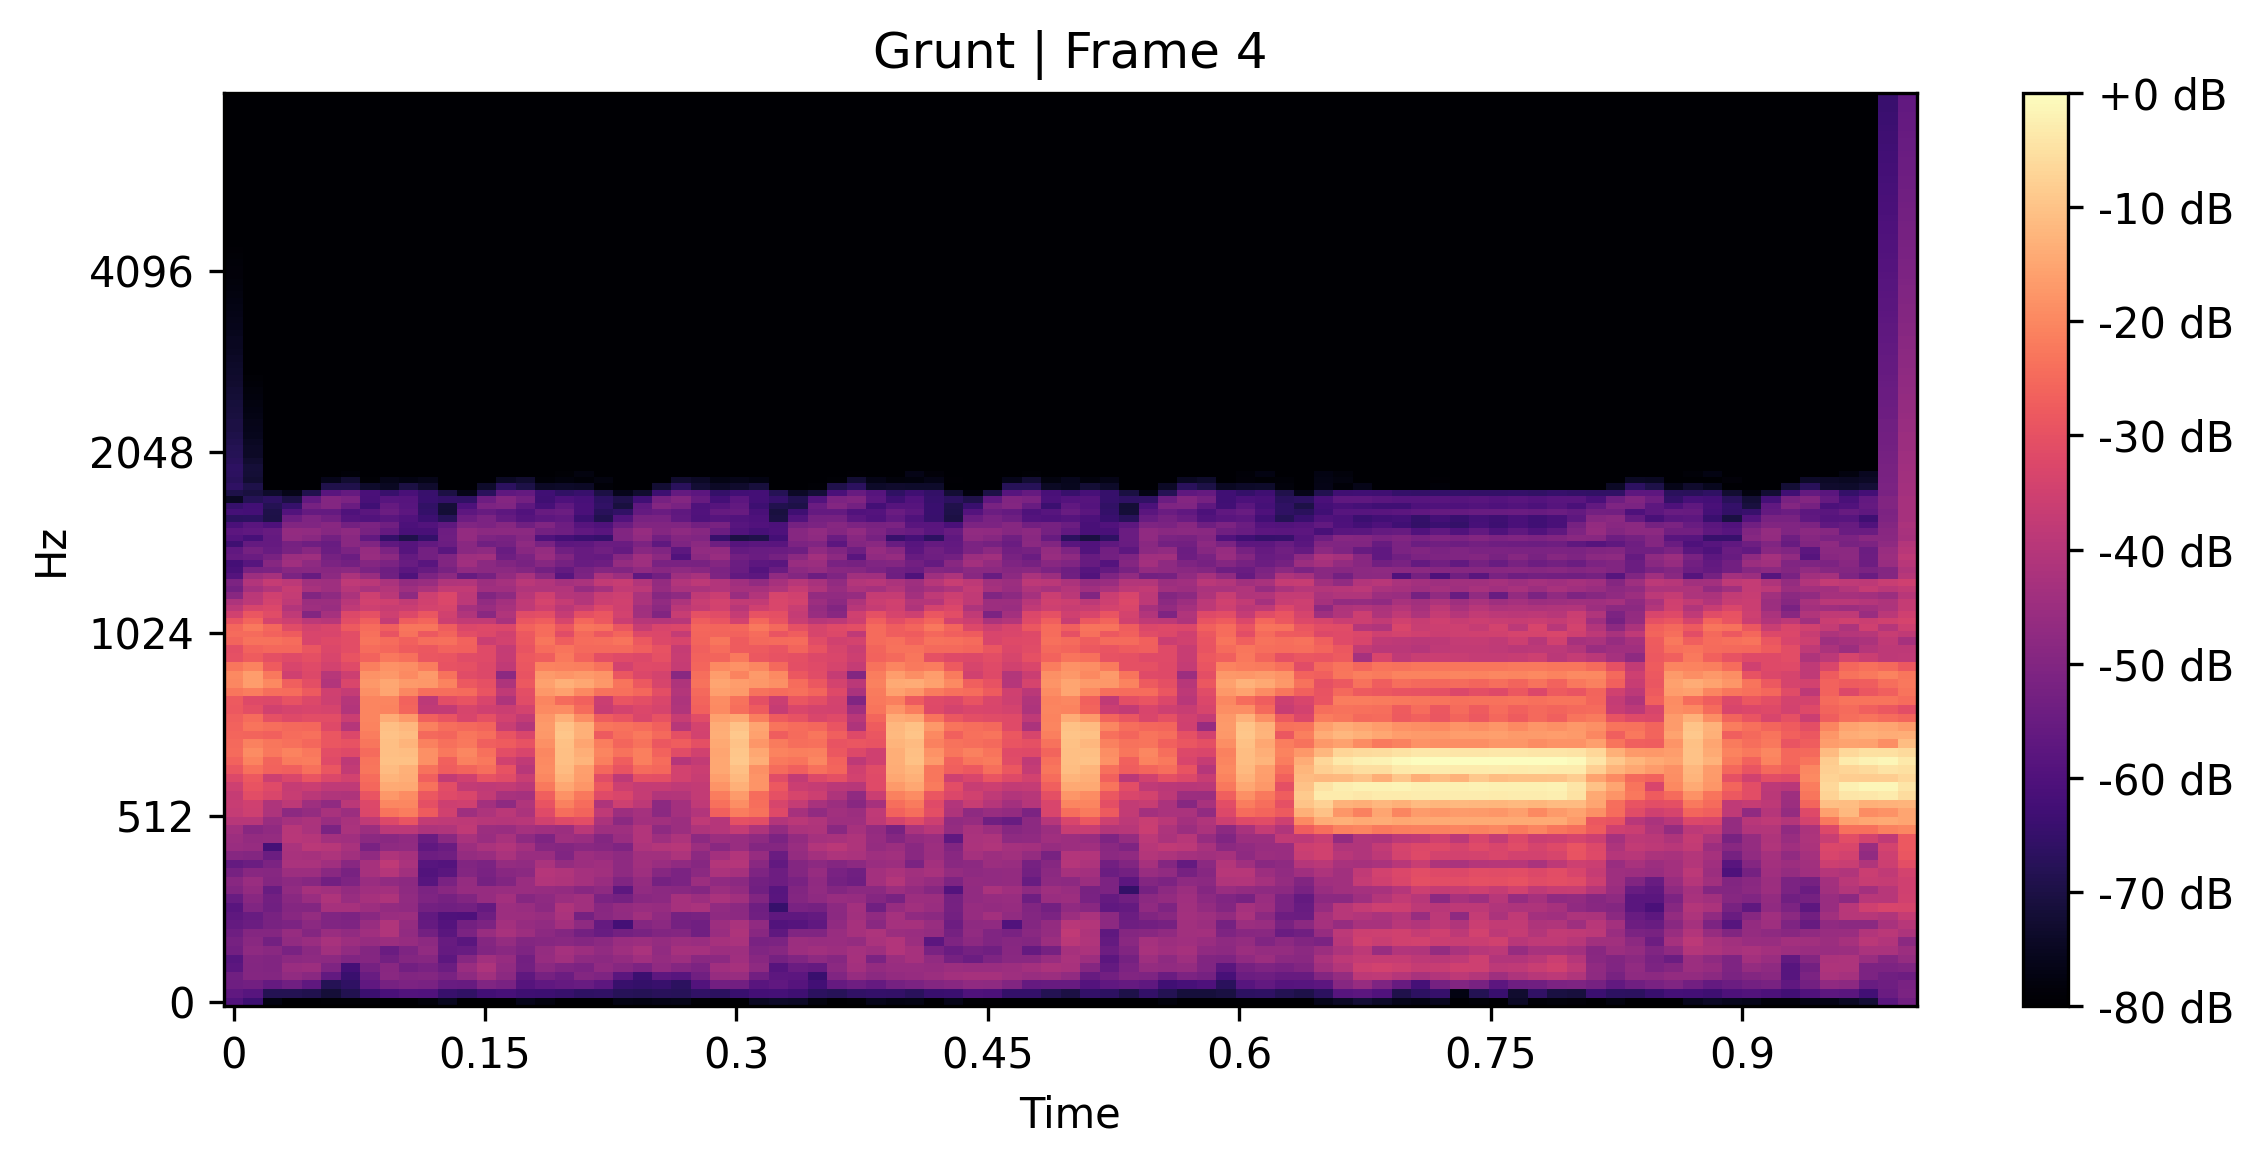 Grunt | Frame 4
+0 dB
-10 dB
-20 dB
-30 dB
-40 dB
-50 dB
-60 dB
-70 dB
-80 dB
4096
2048
1024
512
0
Hz
0 0.15 0.3 0.45 0.6 0.75 0.9
Time